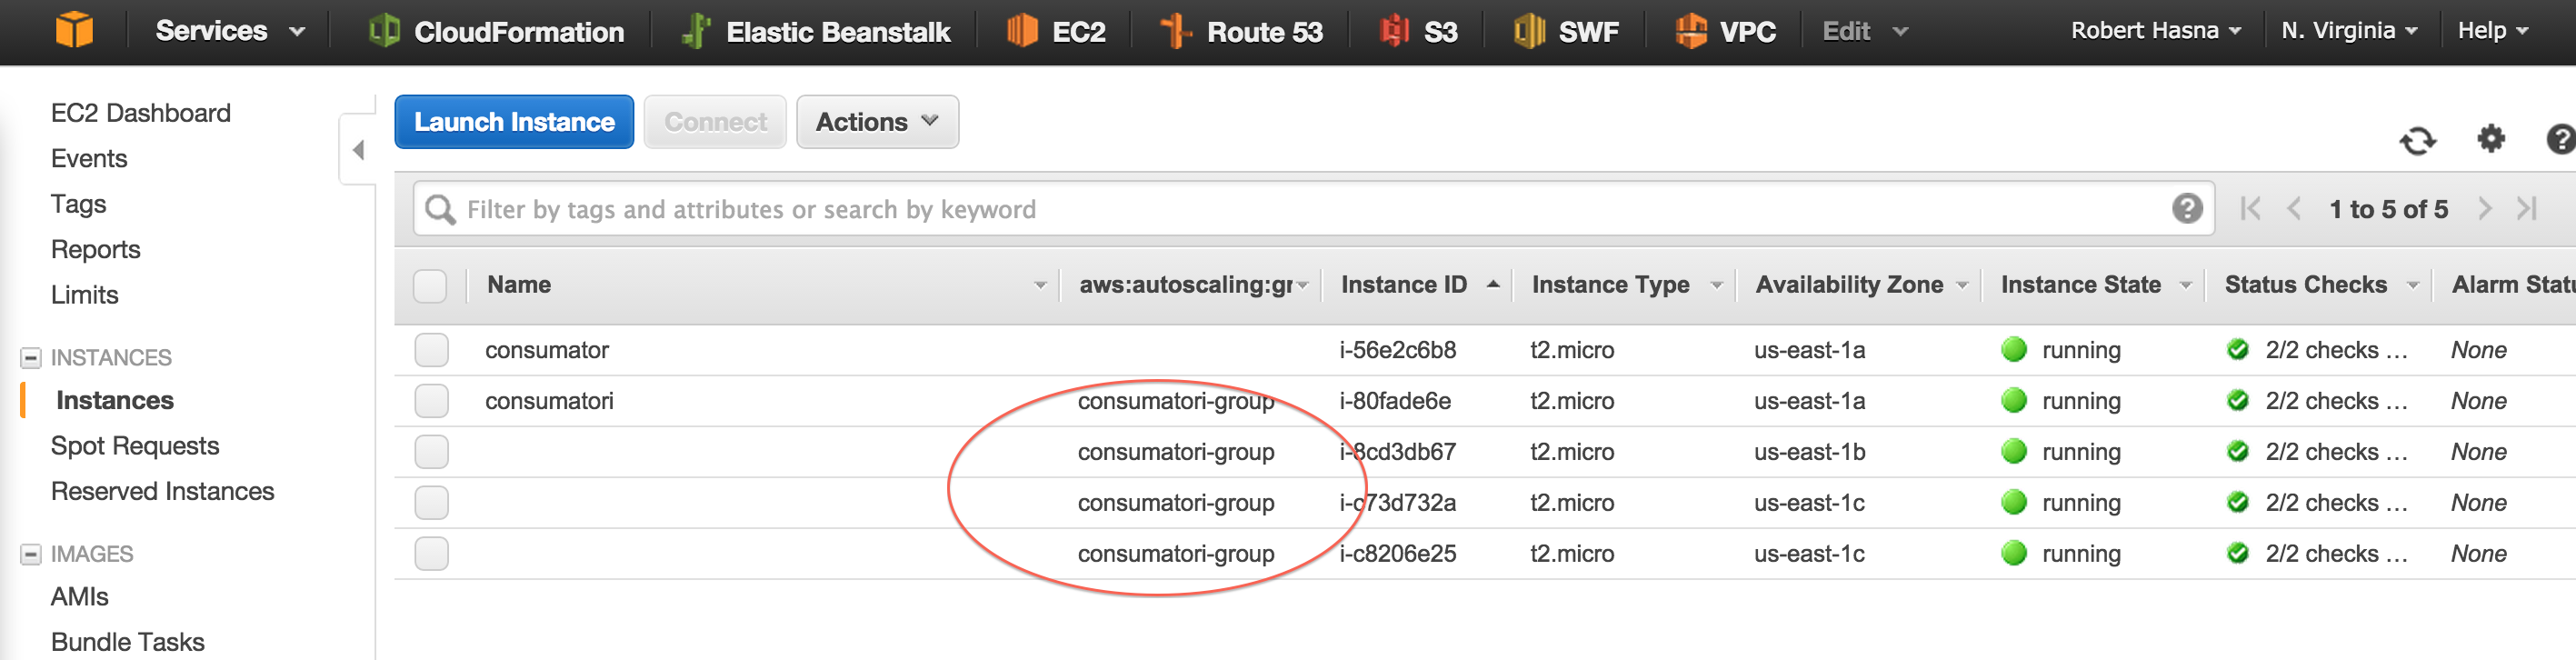 Services CloudFormation Elastic Beanstalk EC2 Route 53 S3 SWF VPC Edit Robert Hasna N. Virginia Help
EC2 Dashboard
Events
Tags
Reports
Limits
INSTANCES
Instances
Spot Requests
Reserved Instances
IMAGES
AMIs
Bundle Tasks
Launch Instance Connect Actions
Filter by tags and attributes or search by keyword 1 to 5 of 5
Name aws:autoscaling:gr Instance ID Instance Type Availability Zone Instance State Status Checks Alarm Statu
consumator i-56e2c6b8 t2.micro us-east-1a running 2/2 checks ... None
consumatori consumatori-group i-80fade6e t2.micro us-east-1a running 2/2 checks ... None
consumatori-group i-8cd3db67 t2.micro us-east-1b running 2/2 checks ... None
consumatori-group i-c73d732a t2.micro us-east-1c running 2/2 checks ... None
consumatori-group i-c8206e25 t2.micro us-east-1c running 2/2 checks ... None